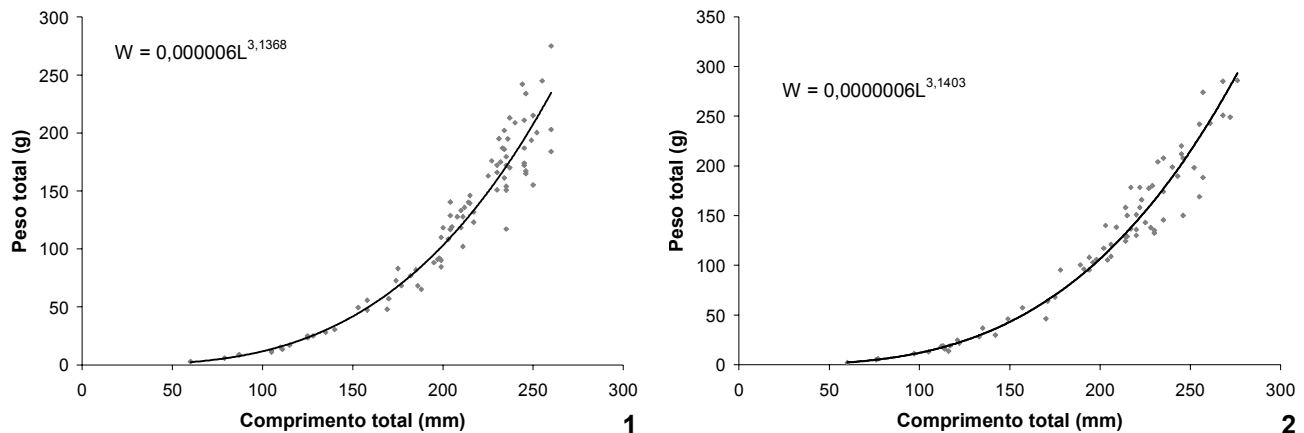 300
250
200
150
100
50
0
Peso total (g)
W = 0,000006L^3,1368
0 50 100 150 200 250 300
Comprimento total (mm)
1
350
300
250
200
150
100
50
0
Peso total (g)
W = 0,0000006L^3,1403
0 50 100 150 200 250 300
Comprimento total (mm)
2